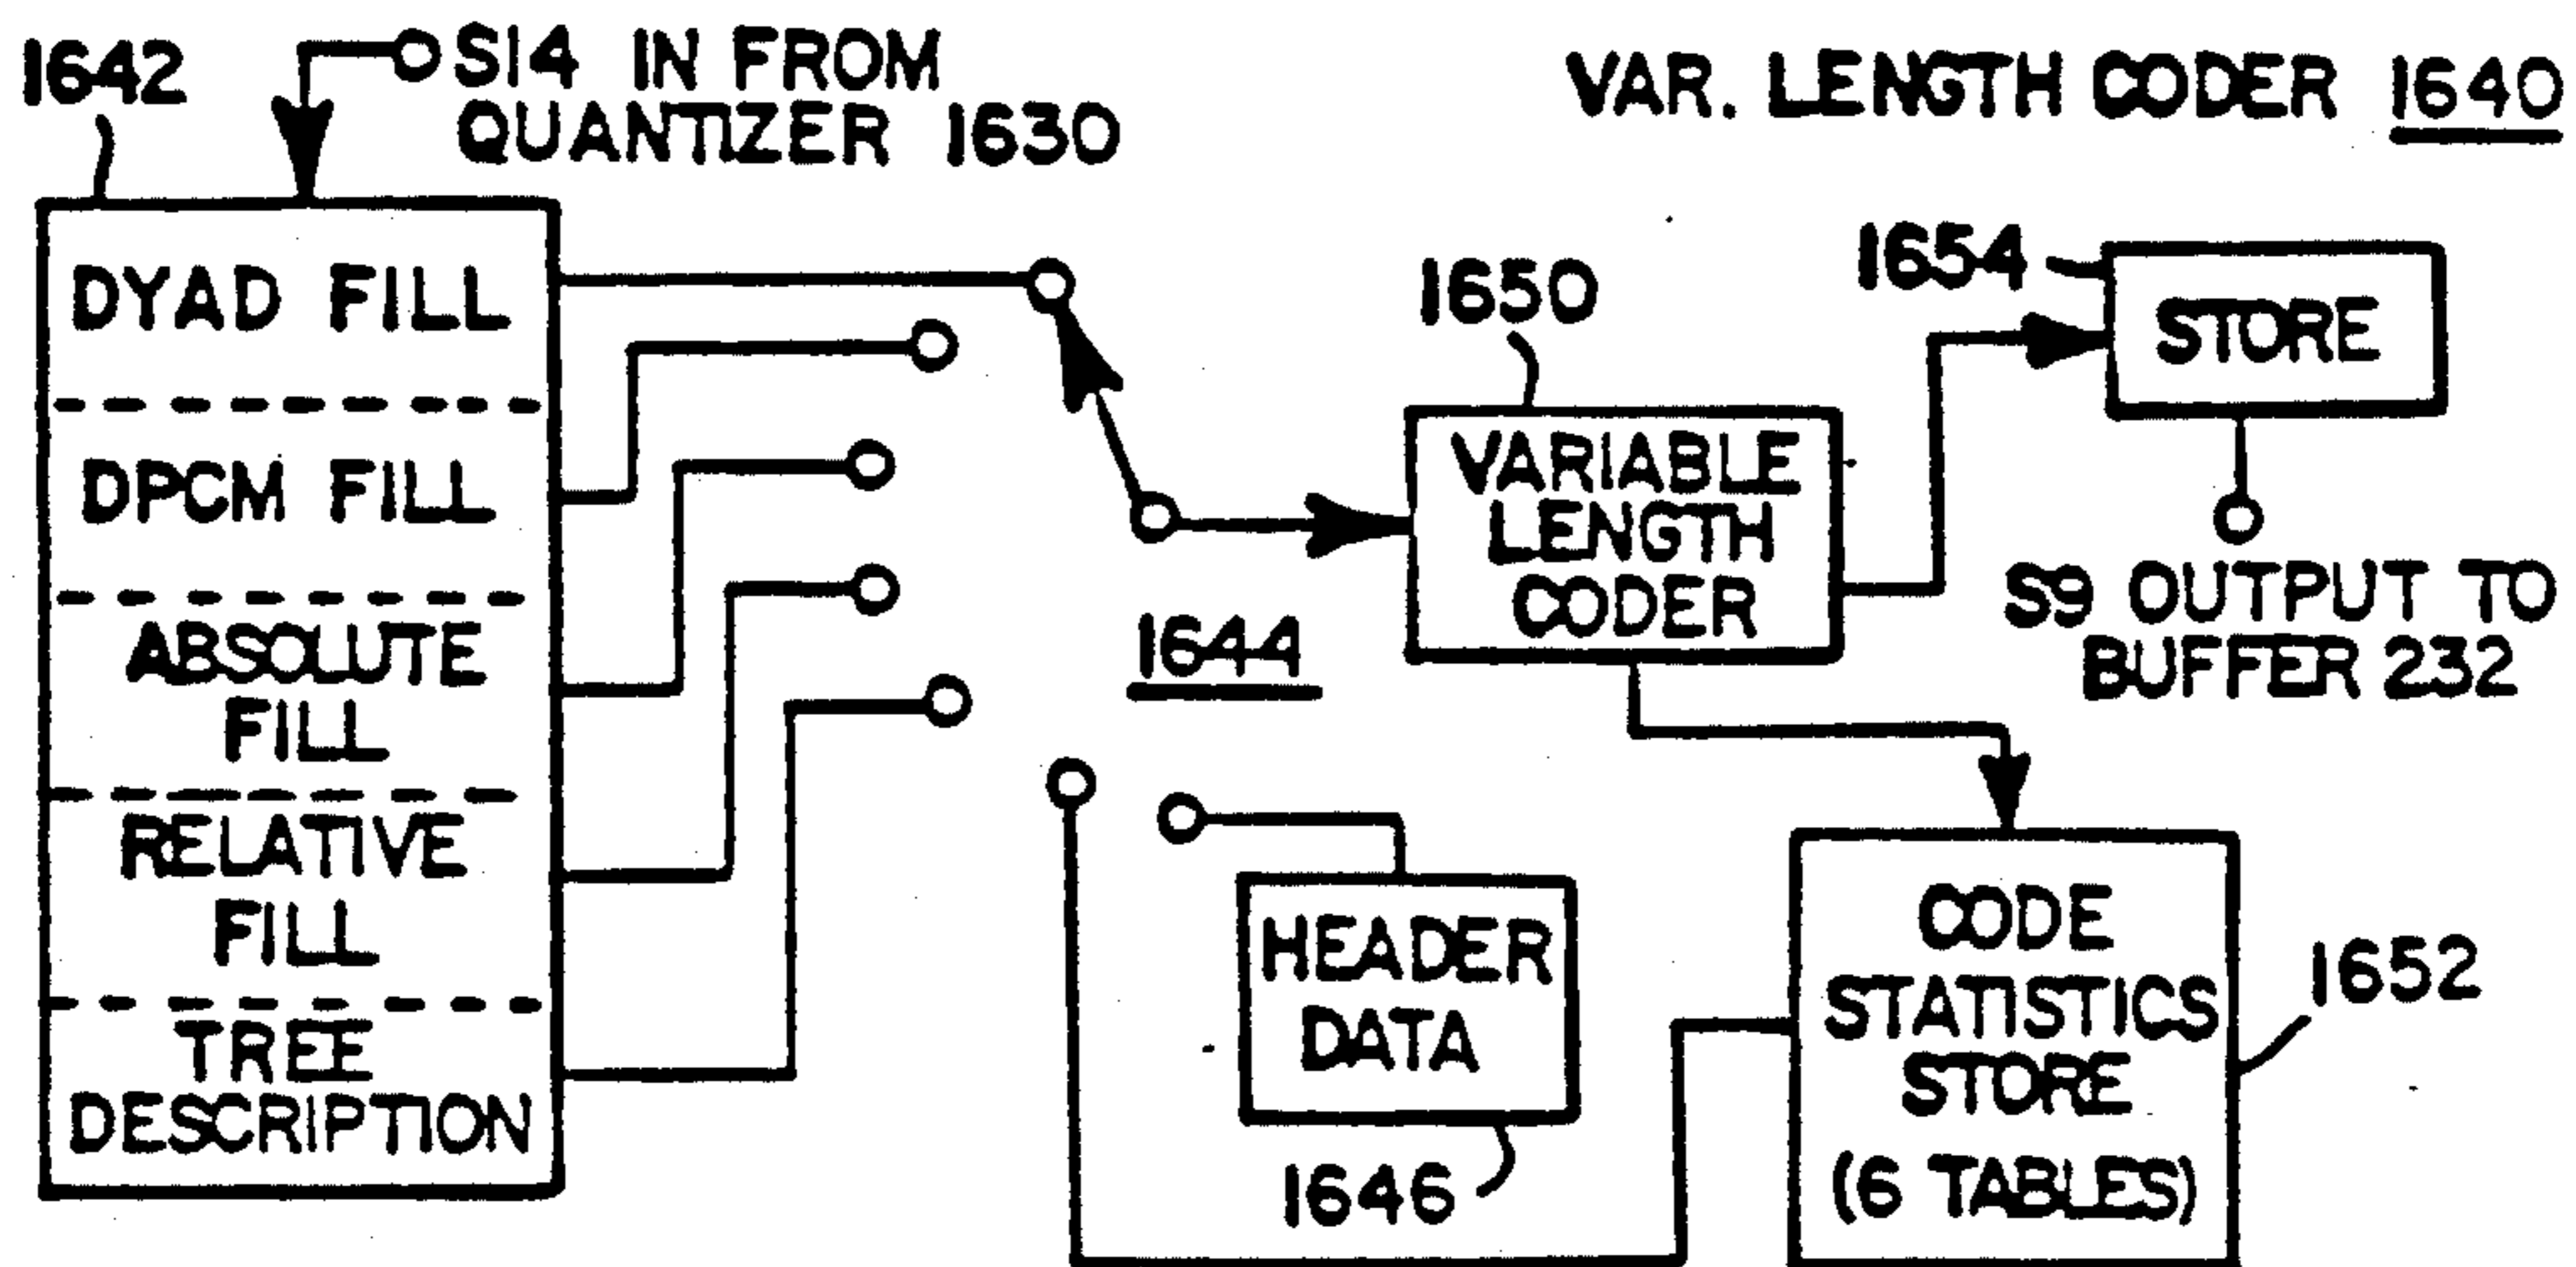 1642
S14 IN FROM
QUANTIZER 1630
VAR. LENGTH CODER 1640
DYAD FILL
DPCM FILL
ABSOLUTE
FILL
RELATIVE
FILL
TREE
DESCRIPTION
1644
1650
VARIABLE
LENGTH
CODER
1654
STORE
S9 OUTPUT TO
BUFFER 232
HEADER
DATA
1646
CODE
STATISTICS
STORE
(6 TABLES)
1652